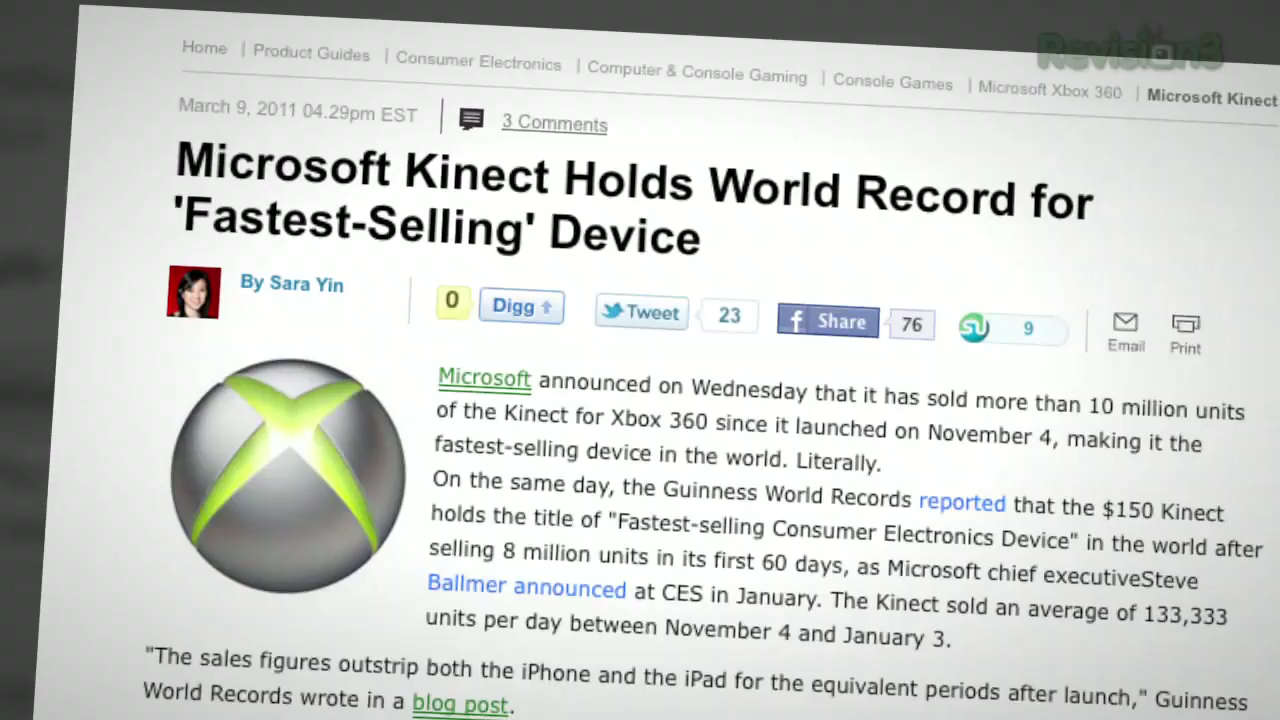 Revision3
Home | Product Guides | Consumer Electronics | Computer & Console Gaming | Console Games | Microsoft Xbox 360 | Microsoft Kinect
March 9, 2011 04.29pm EST | 3 Comments
Microsoft Kinect Holds World Record for
'Fastest-Selling' Device
By Sara Yin
0 Digg Tweet 23 f Share 76 9 Email Print
Microsoft announced on Wednesday that it has sold more than 10 million units
of the Kinect for Xbox 360 since it launched on November 4, making it the
fastest-selling device in the world. Literally.
On the same day, the Guinness World Records reported that the $150 Kinect
holds the title of "Fastest-selling Consumer Electronics Device" in the world after
selling 8 million units in its first 60 days, as Microsoft chief executiveSteve
Ballmer announced at CES in January. The Kinect sold an average of 133,333
units per day between November 4 and January 3.
"The sales figures outstrip both the iPhone and the iPad for the equivalent periods after launch," Guinness
World Records wrote in a blog post.